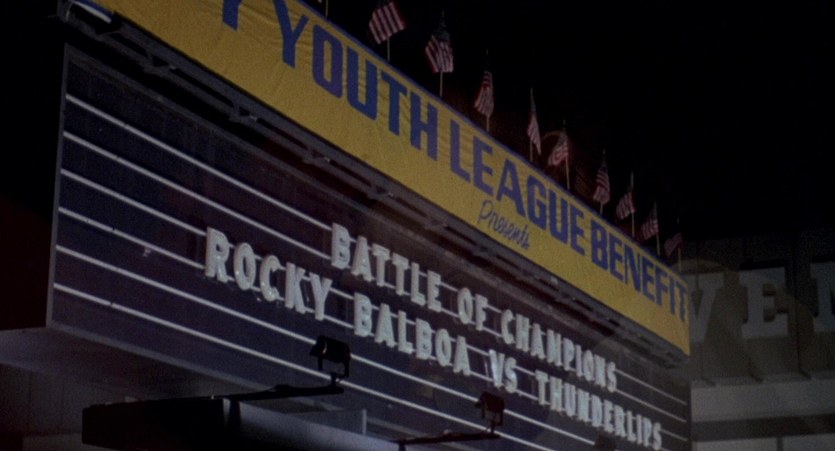 Y YOUTH LEAGUE BENEFIT
Presents
BATTLE OF CHAMPIONS
ROCKY BALBOA VS THUNDERLIPS